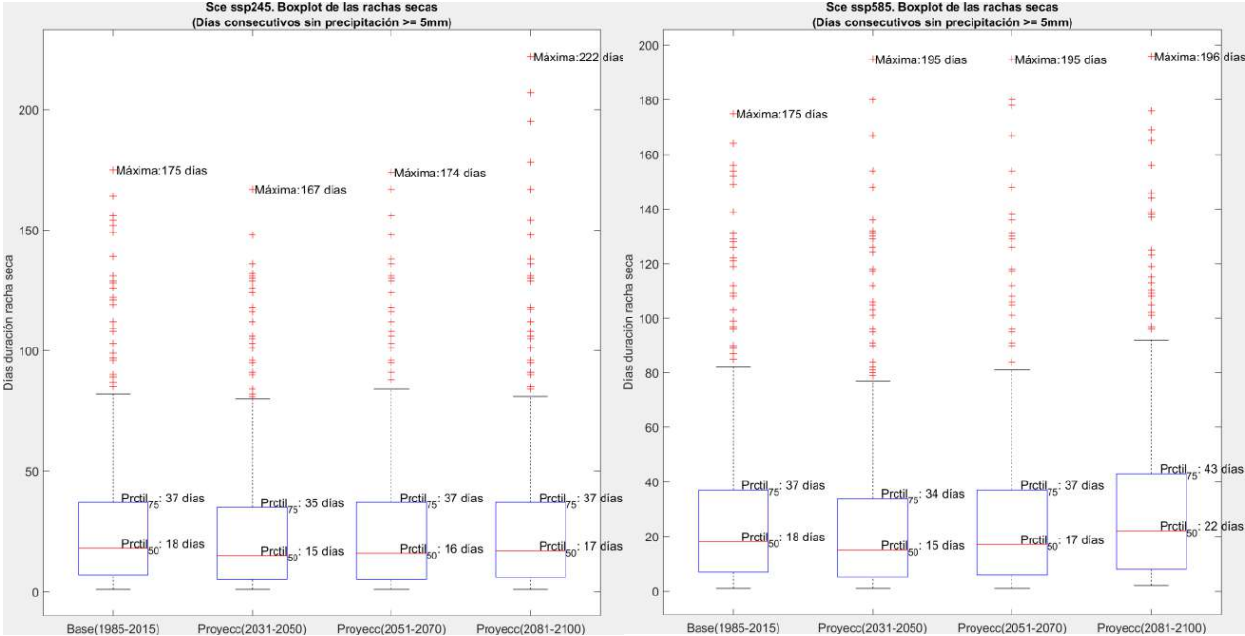 Sce ssp245. Boxplot de las rachas secas
(Días consecutivos sin precipitación >= 5mm)
Días duración racha seca
200
150
100
50
0
Máxima:175 días
Máxima:167 días
Máxima:174 días
Máxima:222 días
Prctil75: 37 días
Prctil50: 18 días
Prctil75: 35 días
Prctil50: 15 días
Prctil75: 37 días
Prctil50: 16 días
Prctil75: 37 días
Prctil50: 17 días
Base(1985-2015)
Proyecc(2031-2050)
Proyecc(2051-2070)
Proyecc(2081-2100)
Sce ssp585. Boxplot de las rachas secas
(Días consecutivos sin precipitación >= 5mm)
Días duración racha seca
200
180
160
140
120
100
80
60
40
20
0
Máxima:175 días
Máxima:195 días
Máxima:195 días
Máxima:196 días
Prctil75: 37 días
Prctil50: 18 días
Prctil75: 34 días
Prctil50: 15 días
Prctil75: 37 días
Prctil50: 17 días
Prctil75: 43 días
Prctil50: 22 días
Base(1985-2015)
Proyecc(2031-2050)
Proyecc(2051-2070)
Proyecc(2081-2100)